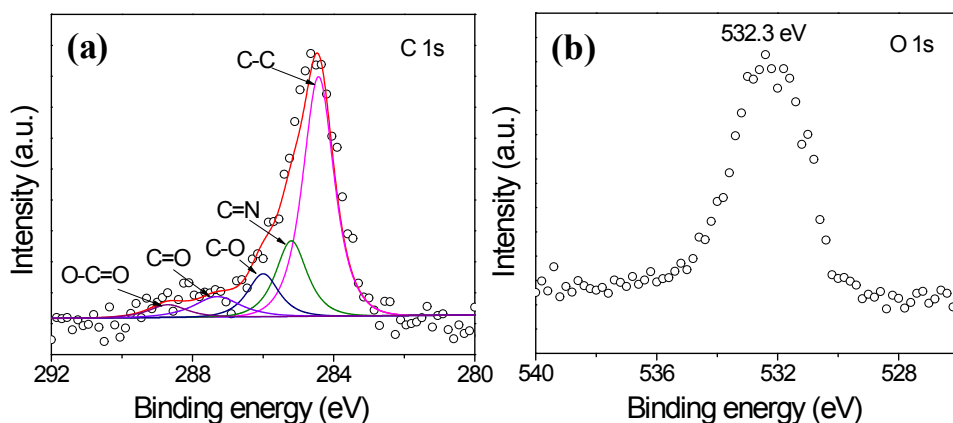 (a)
C 1s
C-C
C=N
C-O
C=O
O-C=O
Intensity (a.u.)
292
288
284
280
Binding energy (eV)
(b)
532.3 eV
O 1s
Intensity (a.u.)
540
536
532
528
Binding energy (eV)